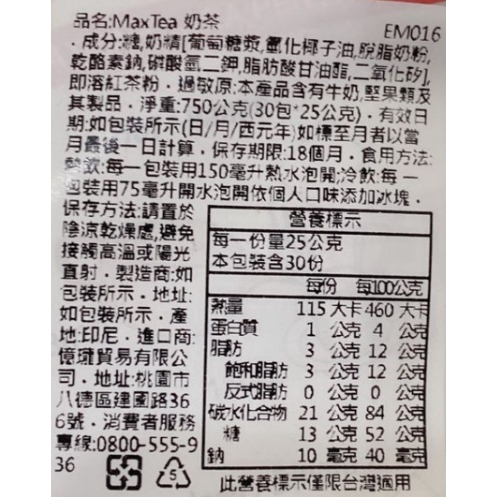 品名:MaxTea 奶茶 EM016
．成分:糖,奶精[葡萄糖漿,氫化椰子油,脫脂奶粉,
乾酪素鈉,磷酸氫二鉀,脂肪酸甘油酯,二氧化矽],
即溶紅茶粉．過敏原:本產品含有牛奶,堅果類及
其製品．淨重:750公克(30包*25公克)．有效日
期:如包裝所示(日/月/西元年)如標至月者以當
月最後一日計算．保存期限:18個月．食用方法:
熱飲:每一包裝用150毫升熱水泡開;冷飲:每一
包裝用75毫升開水泡開依個人口味添加冰塊．
保存方法:請置於
陰涼乾燥處,避免
接觸高溫或陽光
直射．製造商:如
包裝所示．地址:
如包裝所示．產
地:印尼．進口商:
億瓏貿易有限公
司．地址:桃園市
八德區建國路36
6號．消費者服務
專線:0800-555-9
36
營養標示
每一份量25公克
本包裝含30份
每份 每100公克
熱量 115 大卡 460 大卡
蛋白質 1 公克 4 公克
脂肪 3 公克 12 公克
飽和脂肪 3 公克 12 公克
反式脂肪 0 公克 0 公克
碳水化合物 21 公克 84 公克
糖 13 公克 52 公克
鈉 10 毫克 40 毫克
此營養標示僅限台灣適用
5